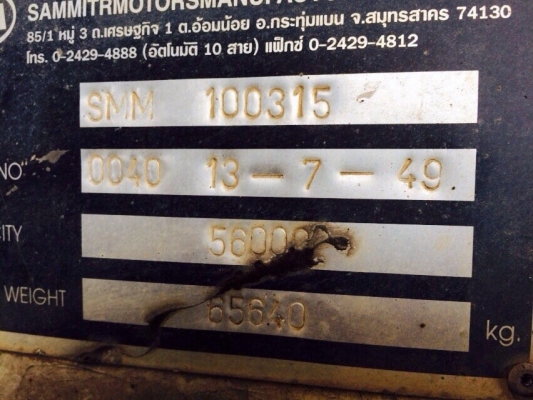 SAMMITRMOTORSMANUFACTU
85/1 หมู่ 3 ถ.เศรษฐกิจ 1 ต.อ้อมน้อย อ.กระทุ่มแบน จ.สมุทรสาคร 74130
โทร. 0-2429-4888 (อัตโนมัติ 10 สาย) แฟ็กซ์ 0-2429-4812
SMM 100315
NO 0040 13-7-49
CITY
WEIGHT 65640 kg.